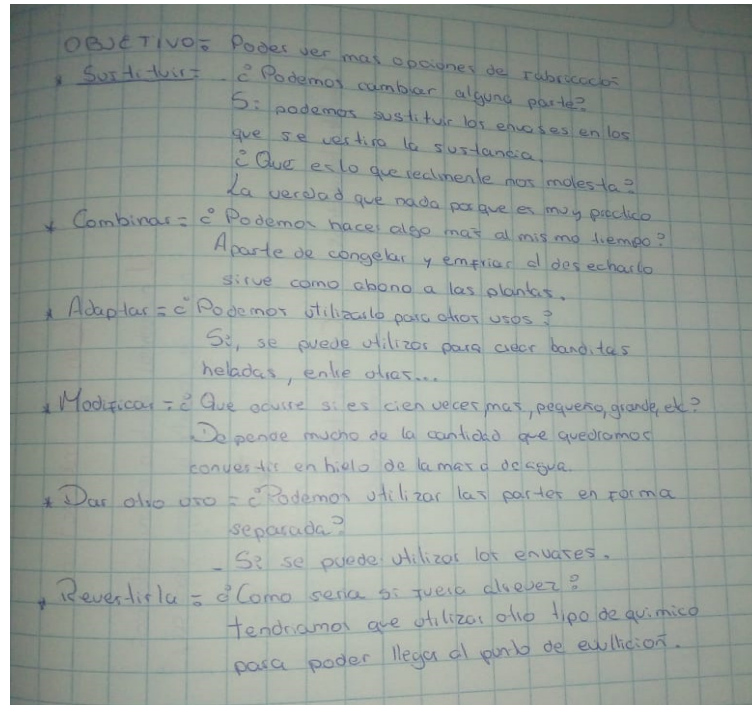 OBJETIVO= Poder ver mas opciones de fabricación
* Sustituir= ¿Podemos cambiar alguna parte?
Si podemos sustituir los envases en los
que se vertira la sustancia.
¿Que es lo que realmente nos molesta?
La verdad que nada porque es muy practico
* Combinar= ¿Podemos hacer algo mas al mismo tiempo?
Aparte de congelar y emfriar al desecharlo
sirve como abono a las plantas.
* Adaptar= ¿Podemos utilizarlo para otros usos?
Si, se puede utilizar para crear banditas
heladas, entre otras...
* Modificar= ¿Que ocurre si es cien veces mas, pequeño, grande, etc?
Depende mucho de la cantidad que quedramos
convertir en hielo de la masa de agua.
* Dar otro uso= ¿Podemos utilizar las partes en forma
separada?
- Si se puede utilizar los envases.
* Revertirla= ¿Como seria si fuera alrevez?
tendriamos que utilizar otro tipo de quimico
para poder llegar al punto de evullición.